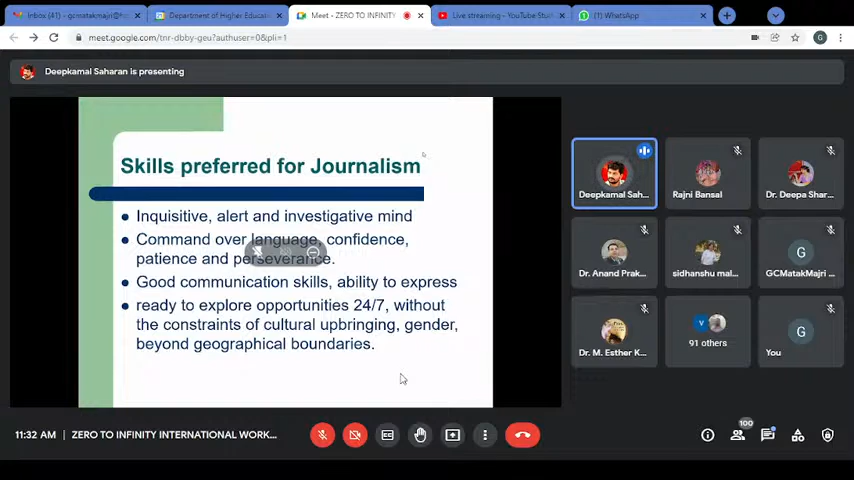 Inbox (41) - gcmatakmajri@
Department of Higher Educati
Meet - ZERO TO INFINITY
Live streaming - YouTube Stu
(1) WhatsApp
meet.google.com/tnr-dbby-geu?authuser=0&pli=1
G
Deepkamal Saharan is presenting
Skills preferred for Journalism
Inquisitive, alert and investigative mind
Command over language, confidence,
patience and perseverance.
Good communication skills, ability to express
ready to explore opportunities 24/7, without
the constraints of cultural upbringing, gender,
beyond geographical boundaries.
Deepkamal Sah...
Rajni Bansal
Dr. Deepa Shar...
Dr. Anand Prak...
sidhanshu mal...
G
GCMatakMajri ...
Dr. M. Esther K...
V
91 others
G
You
11:32 AM | ZERO TO INFINITY INTERNATIONAL WORK...
100